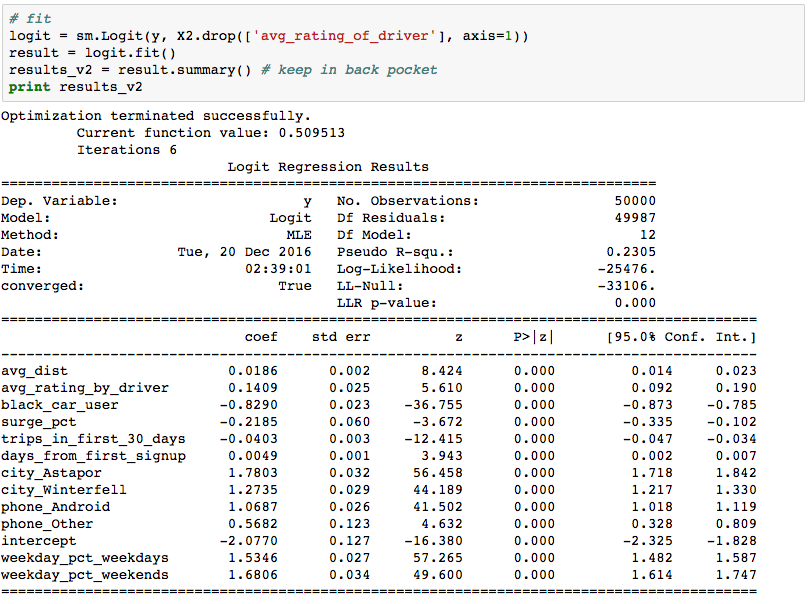 # fit
logit = sm.Logit(y, X2.drop(['avg_rating_of_driver'], axis=1))
result = logit.fit()
results_v2 = result.summary() # keep in back pocket
print results_v2
Optimization terminated successfully.
         Current function value: 0.509513
         Iterations 6
                           Logit Regression Results
==============================================================================
Dep. Variable:                      y   No. Observations:                50000
Model:                          Logit   Df Residuals:                    49987
Method:                           MLE   Df Model:                           12
Date:                Tue, 20 Dec 2016   Pseudo R-squ.:                  0.2305
Time:                        02:39:01   Log-Likelihood:                -25476.
converged:                       True   LL-Null:                       -33106.
                                        LLR p-value:                     0.000
==========================================================================================
                             coef    std err          z      P>|z|      [95.0% Conf. Int.]
------------------------------------------------------------------------------------------
avg_dist                   0.0186      0.002      8.424      0.000         0.014     0.023
avg_rating_by_driver       0.1409      0.025      5.610      0.000         0.092     0.190
black_car_user            -0.8290      0.023    -36.755      0.000        -0.873    -0.785
surge_pct                 -0.2185      0.060     -3.672      0.000        -0.335    -0.102
trips_in_first_30_days    -0.0403      0.003    -12.415      0.000        -0.047    -0.034
days_from_first_signup     0.0049      0.001      3.943      0.000         0.002     0.007
city_Astapor               1.7803      0.032     56.458      0.000         1.718     1.842
city_Winterfell            1.2735      0.029     44.189      0.000         1.217     1.330
phone_Android              1.0687      0.026     41.502      0.000         1.018     1.119
phone_Other                0.5682      0.123      4.632      0.000         0.328     0.809
intercept                 -2.0770      0.127    -16.380      0.000        -2.325    -1.828
weekday_pct_weekdays       1.5346      0.027     57.265      0.000         1.482     1.587
weekday_pct_weekends       1.6806      0.034     49.600      0.000         1.614     1.747
==========================================================================================